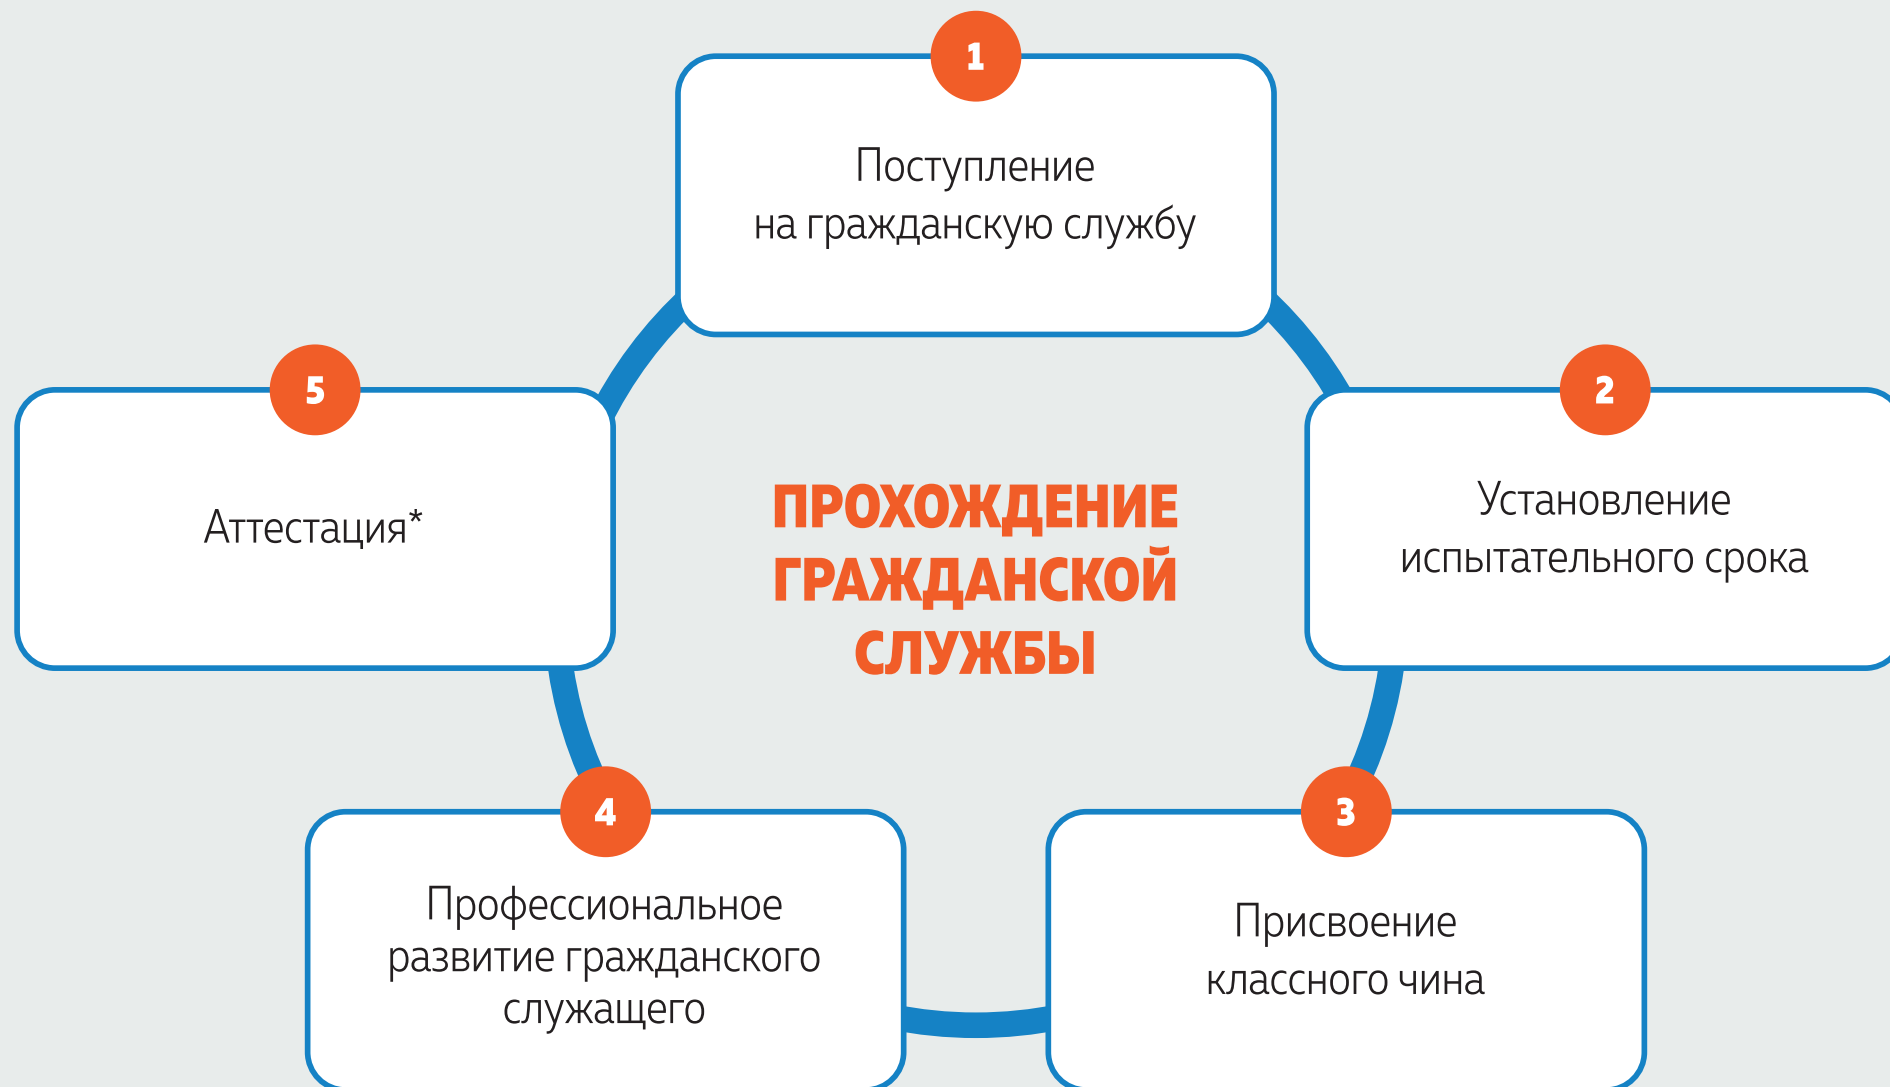 1
Поступление
на гражданскую службу
2
Установление
испытательного срока
3
Присвоение
классного чина
4
Профессиональное
развитие гражданского
служащего
5
Аттестация*
ПРОХОЖДЕНИЕ
ГРАЖДАНСКОЙ
СЛУЖБЫ